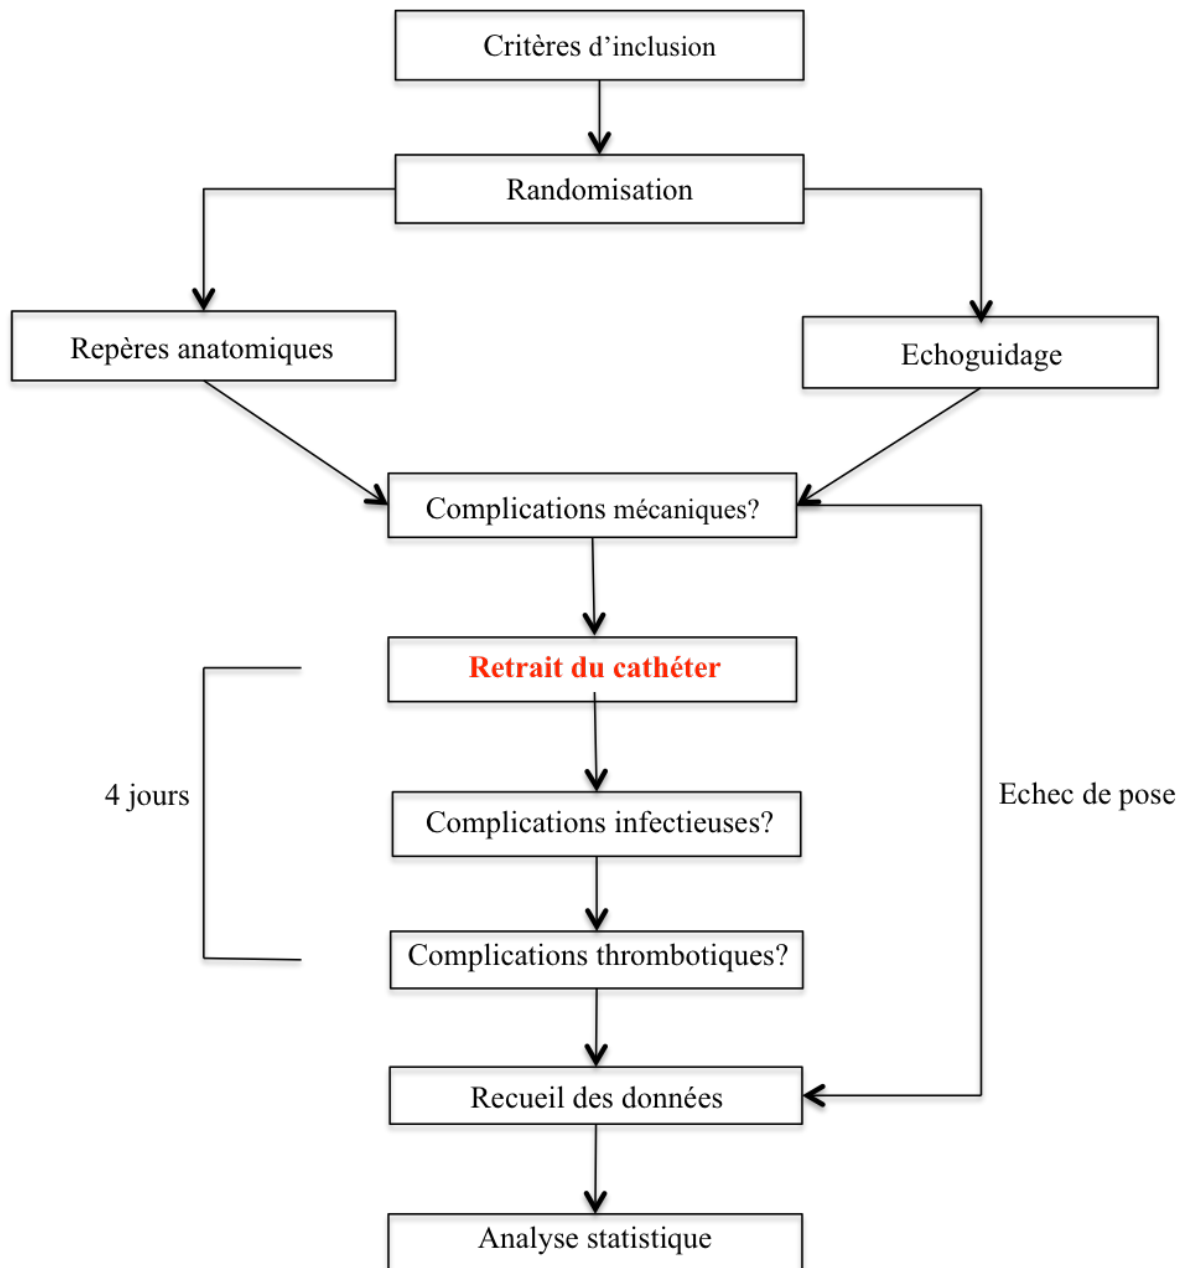 Critères d’inclusion
Randomisation
Repères anatomiques
Echoguidage
Complications mécaniques?
Retrait du cathéter
4 jours
Echec de pose
Complications infectieuses?
Complications thrombotiques?
Recueil des données
Analyse statistique